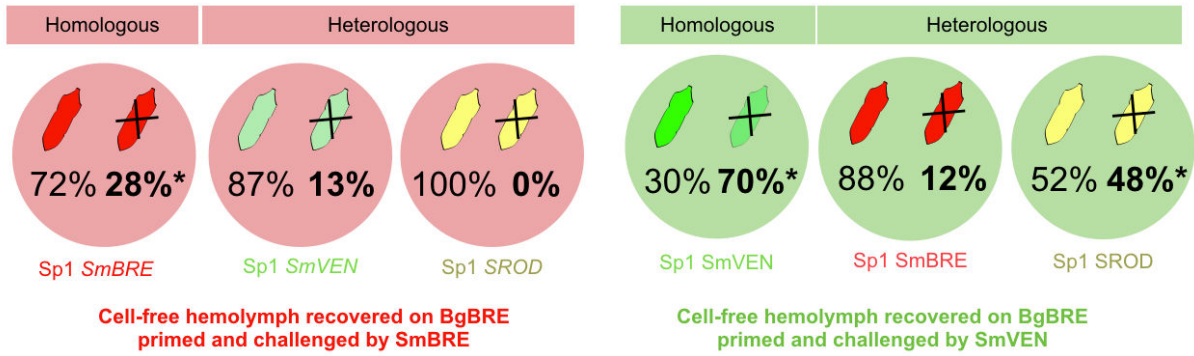 Homologous Heterologous
72% 28%* 87% 13% 100% 0%
Sp1 SmBRE Sp1 SmVEN Sp1 SROD
Cell-free hemolymph recovered on BgBRE
primed and challenged by SmBRE
Homologous Heterologous
30% 70%* 88% 12% 52% 48%*
Sp1 SmVEN Sp1 SmBRE Sp1 SROD
Cell-free hemolymph recovered on BgBRE
primed and challenged by SmVEN